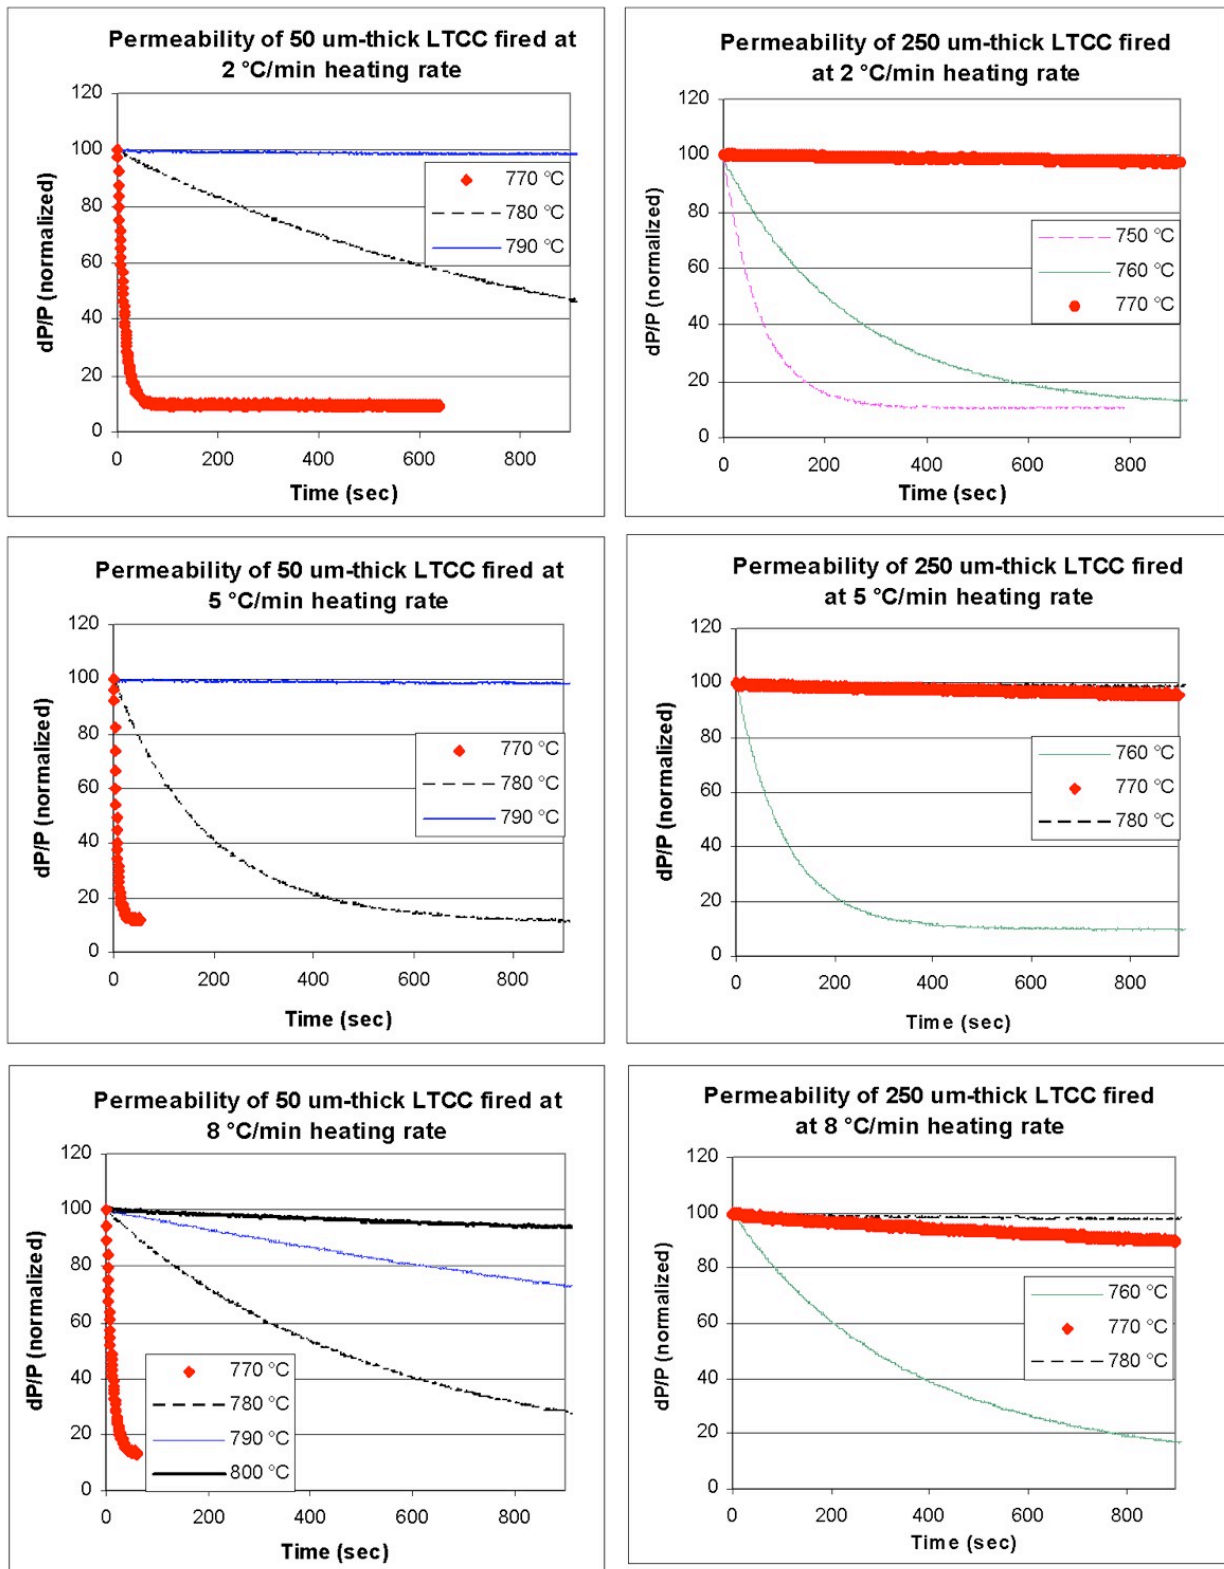 Permeability of 50 um-thick LTCC fired at
2 °C/min heating rate
120
100
80
60
40
20
0
dP/P (normalized)
770 °C
780 °C
790 °C
0 200 400 600 800
Time (sec)
Permeability of 250 um-thick LTCC fired
at 2 °C/min heating rate
120
100
80
60
40
20
0
dP/P (normalized)
750 °C
760 °C
770 °C
0 200 400 600 800
Time (sec)
Permeability of 50 um-thick LTCC fired at
5 °C/min heating rate
120
100
80
60
40
20
0
dP/P (normalized)
770 °C
780 °C
790 °C
0 200 400 600 800
Time (sec)
Permeability of 250 um-thick LTCC fired
at 5 °C/min heating rate
120
100
80
60
40
20
0
dP/P (normalized)
760 °C
770 °C
780 °C
0 200 400 600 800
Time (sec)
Permeability of 50 um-thick LTCC fired at
8 °C/min heating rate
120
100
80
60
40
20
0
dP/P (normalized)
770 °C
780 °C
790 °C
800 °C
0 200 400 600 800
Time (sec)
Permeability of 250 um-thick LTCC fired
at 8 °C/min heating rate
120
100
80
60
40
20
0
dP/P (normalized)
760 °C
770 °C
780 °C
0 200 400 600 800
Time (sec)